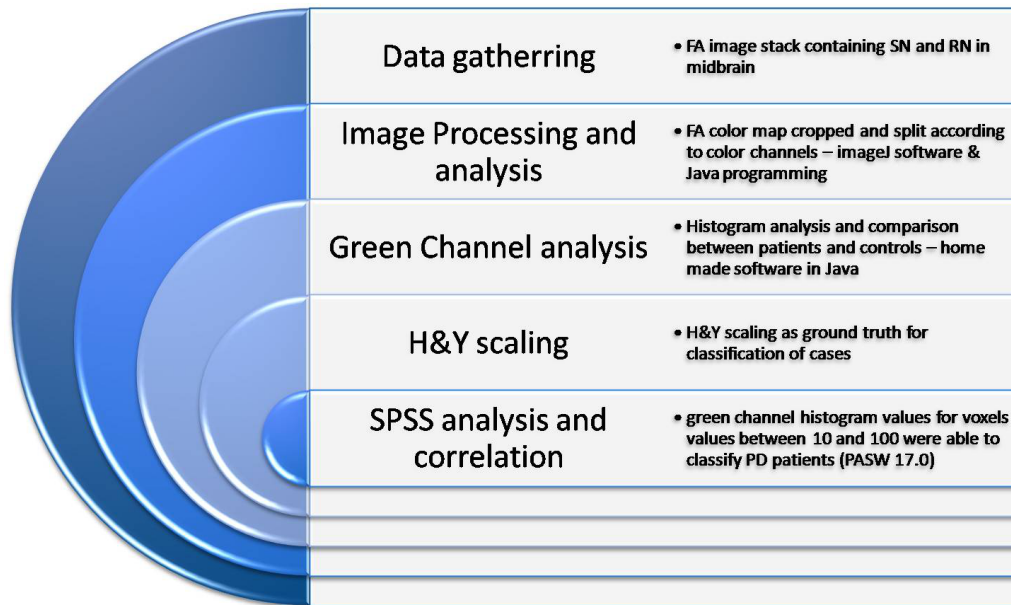 Data gatherring
• FA image stack containing SN and RN in
midbrain
Image Processing and
analysis
• FA color map cropped and split according
to color channels – imageJ software &
Java programming
Green Channel analysis
• Histogram analysis and comparison
between patients and controls – home
made software in Java
H&Y scaling
• H&Y scaling as ground truth for
classification of cases
SPSS analysis and
correlation
• green channel histogram values for voxels
values between 10 and 100 were able to
classify PD patients (PASW 17.0)